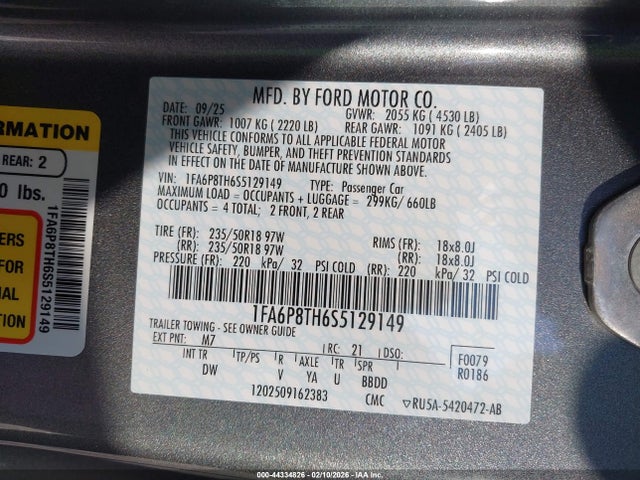 MFD. BY FORD MOTOR CO.
DATE: 09/25 GVWR: 2055 KG ( 4530 LB)
FRONT GAWR: 1007 KG ( 2220 LB) REAR GAWR: 1091 KG ( 2405 LB)
THIS VEHICLE CONFORMS TO ALL APPLICABLE FEDERAL MOTOR
VEHICLE SAFETY, BUMPER, AND THEFT PREVENTION STANDARDS
IN EFFECT ON THE DATE OF MANUFACTURE SHOWN ABOVE.
VIN: 1FA6P8TH6S5129149 TYPE: Passenger Car
MAXIMUM LOAD = OCCUPANTS + LUGGAGE = 299KG/ 660LB
OCCUPANTS = 4 TOTAL; 2 FRONT, 2 REAR
TIRE (FR): 235/50R18 97W RIMS (FR): 18x8.0J
(RR): 235/50R18 97W (RR): 18x8.0J
PRESSURE (FR): 220 kPa/ 32 PSI COLD (RR): 220 kPa/ 32 PSI COLD
1FA6P8TH6S5129149
TRAILER TOWING - SEE OWNER GUIDE
EXT PNT: M7 RC: 21 DSO: F0079
INT TR TP/PS R AXLE TR SPR R0186
DW V YA U BBDD
1202509162383 CMC ▽RU5A-5420472-AB
ORMATION
REAR: 2
0 lbs.
ERS
FOR
NAL
ION
1FA6P8TH6S5129149
000-44334826 - 02/10/2026 - IAAI.COM